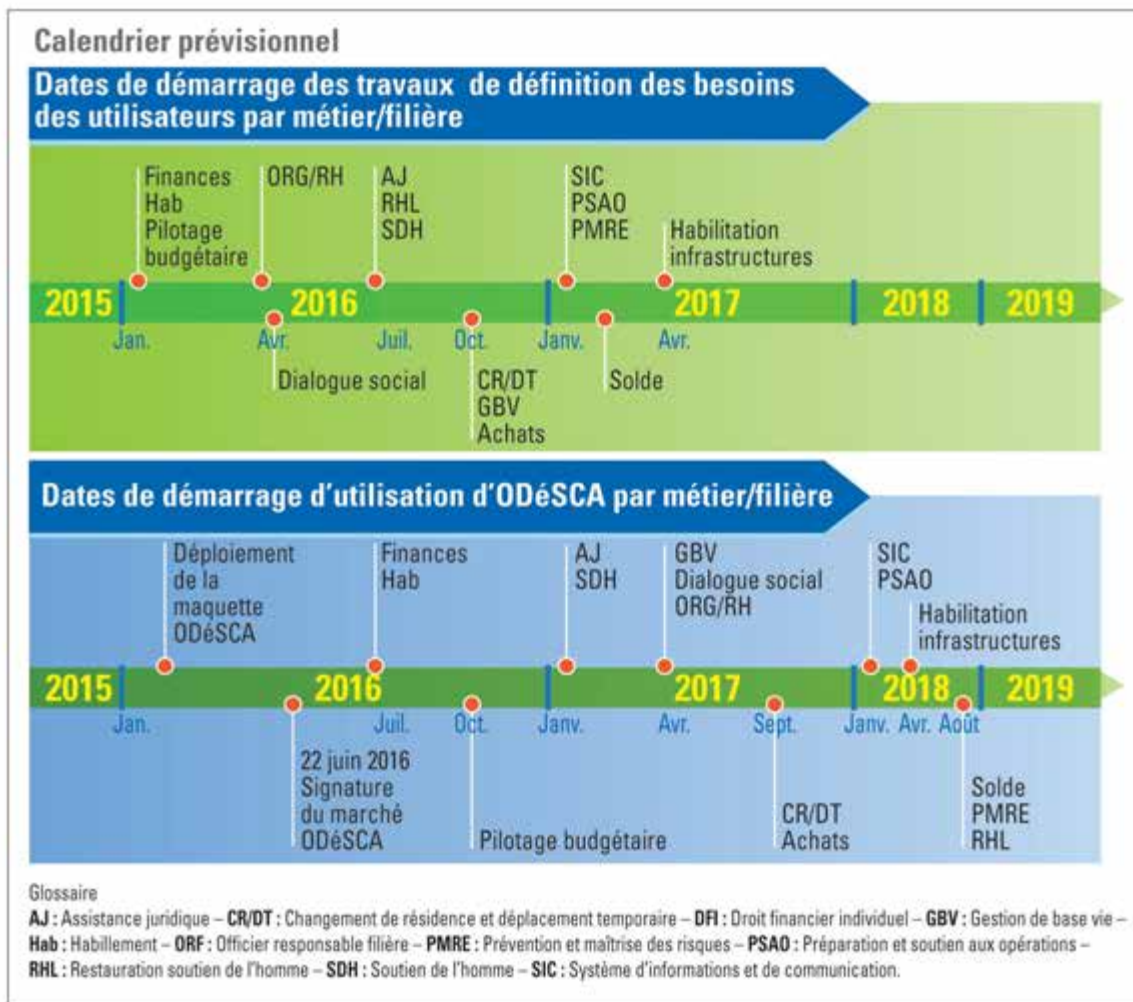 Calendrier prévisionnel
Dates de démarrage des travaux de définition des besoins
des utilisateurs par métier/filière
Finances
Hab
Pilotage
budgétaire
ORG/RH
AJ
RHL
SDH
SIC
PSAO
PMRE
Habilitation
infrastructures
2015
2016
2017
2018
2019
Jan.
Avr.
Juil.
Oct.
Janv.
Avr.
Dialogue social
CR/DT
GBV
Achats
Solde
Dates de démarrage d'utilisation d'ODéSCA par métier/filière
Déploiement
de la
maquette
ODéSCA
Finances
Hab
AJ
SDH
GBV
Dialogue social
ORG/RH
SIC
PSAO
Habilitation
infrastructures
2015
2016
2017
2018
2019
Jan.
Juil.
Oct.
Janv.
Avr.
Sept.
Janv.
Avr.
Août
22 juin 2016
Signature
du marché
ODéSCA
Pilotage budgétaire
CR/DT
Achats
Solde
PMRE
RHL
Glossaire
AJ : Assistance juridique – CR/DT : Changement de résidence et déplacement temporaire – DFI : Droit financier individuel – GBV : Gestion de base vie –
Hab : Habillement – ORF : Officier responsable filière – PMRE : Prévention et maîtrise des risques – PSAO : Préparation et soutien aux opérations –
RHL : Restauration soutien de l'homme – SDH : Soutien de l'homme – SIC : Système d'informations et de communication.